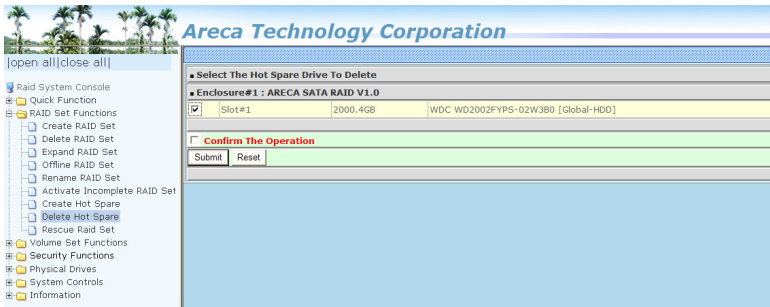 Areca Technology Corporation
|open all|close all|
Raid System Console
Quick Function
RAID Set Functions
Create RAID Set
Delete RAID Set
Expand RAID Set
Offline RAID Set
Rename RAID Set
Activate Incomplete RAID Set
Create Hot Spare
Delete Hot Spare
Rescue Raid Set
Volume Set Functions
Security Functions
Physical Drives
System Controls
Information
Select The Hot Spare Drive To Delete
Enclosure#1 : ARECA SATA RAID V1.0
Slot#1 2000.4GB WDC WD2002FYPS-02W3B0 [Global-HDD]
Confirm The Operation
Submit Reset